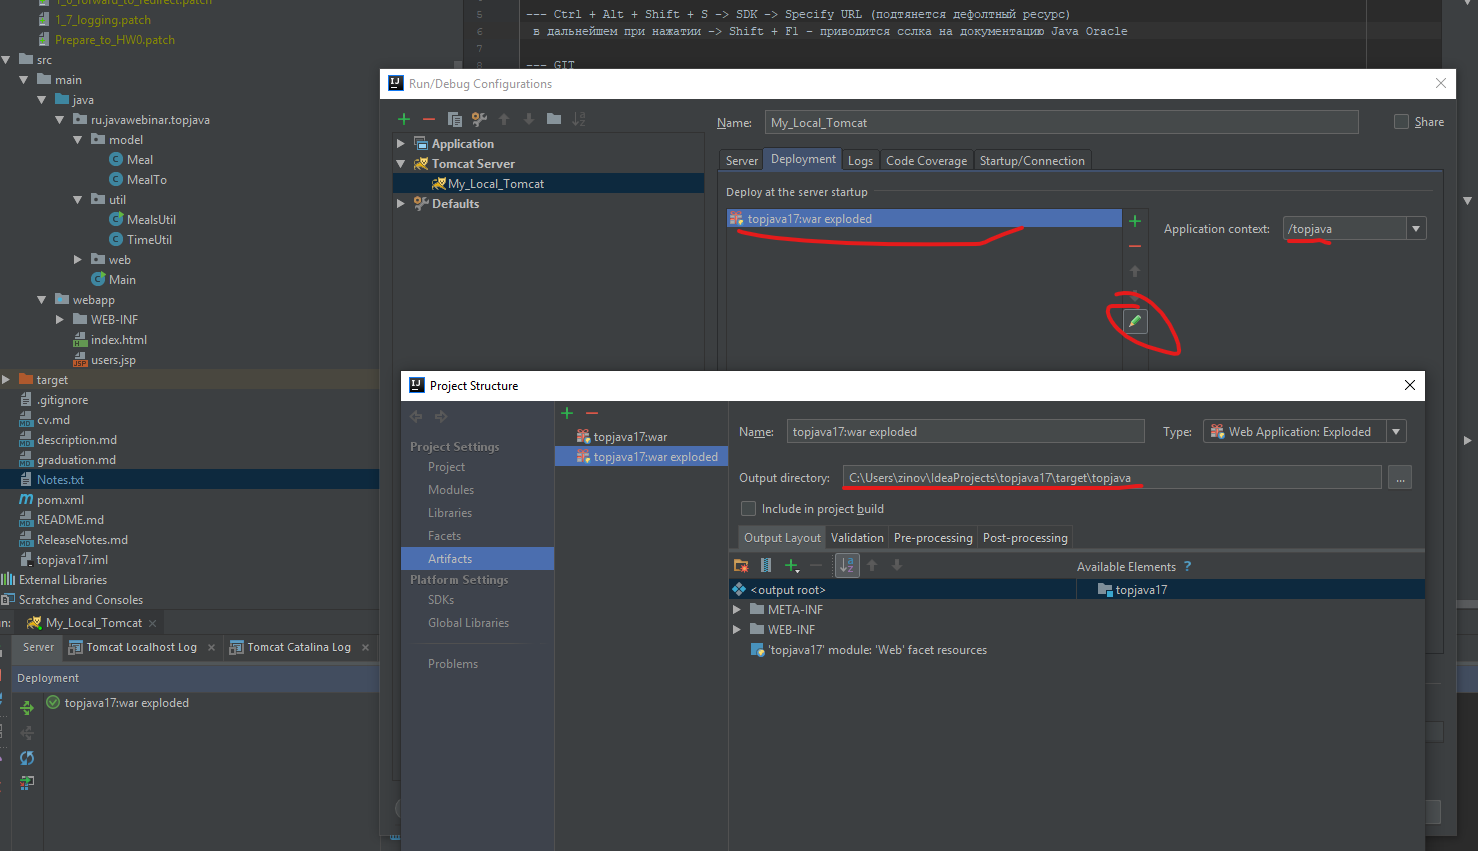 1_6_forward_to_redirect.patch
1_7_logging.patch
Prepare_to_HW0.patch
src
main
java
ru.javawebinar.topjava
model
Meal
MealTo
util
MealsUtil
TimeUtil
web
Main
webapp
WEB-INF
index.html
users.jsp
target
.gitignore
cv.md
description.md
graduation.md
Notes.txt
pom.xml
README.md
ReleaseNotes.md
topjava17.iml
External Libraries
Scratches and Consoles
5 --- Ctrl + Alt + Shift + S -> SDK -> Specify URL (подтянется дефолтный ресурс)
6 в дальнейшем при нажатии -> Shift + F1 - приводится сслка на документацию Java Oracle
7
8 --- GIT
Run/Debug Configurations
Application
Tomcat Server
My_Local_Tomcat
Defaults
Name: My_Local_Tomcat
Share
Server Deployment Logs Code Coverage Startup/Connection
Deploy at the server startup
topjava17:war exploded
Application context: /topjava
Project Structure
Project Settings
Project
Modules
Libraries
Facets
Artifacts
Platform Settings
SDKs
Global Libraries
Problems
topjava17:war
topjava17:war exploded
Name: topjava17:war exploded
Type: Web Application: Exploded
Output directory: C:\Users\zinov\IdeaProjects\topjava17\target\topjava
...
Include in project build
Output Layout Validation Pre-processing Post-processing
Available Elements ?
<output root>
topjava17
META-INF
WEB-INF
'topjava17' module: 'Web' facet resources
n: My_Local_Tomcat
Server Tomcat Localhost Log Tomcat Catalina Log
Deployment
topjava17:war exploded